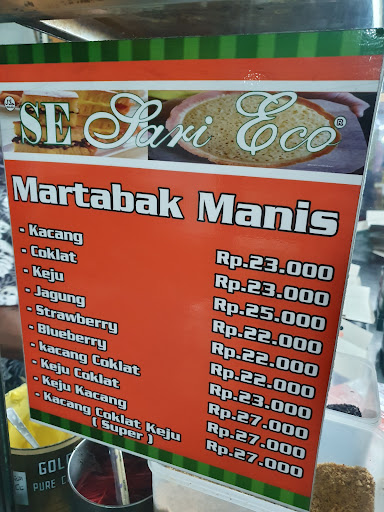 SE Sari Eco ®
Martabak Manis
- Kacang Rp.23.000
- Coklat Rp.23.000
- Keju Rp.25.000
- Jagung Rp.22.000
- Strawberry Rp.22.000
- Blueberry Rp.22.000
- kacang Coklat Rp.23.000
- Keju Coklat Rp.27.000
- Keju Kacang Rp.27.000
- Kacang Coklat Keju Rp.27.000
( Super )
GOL
PURE C